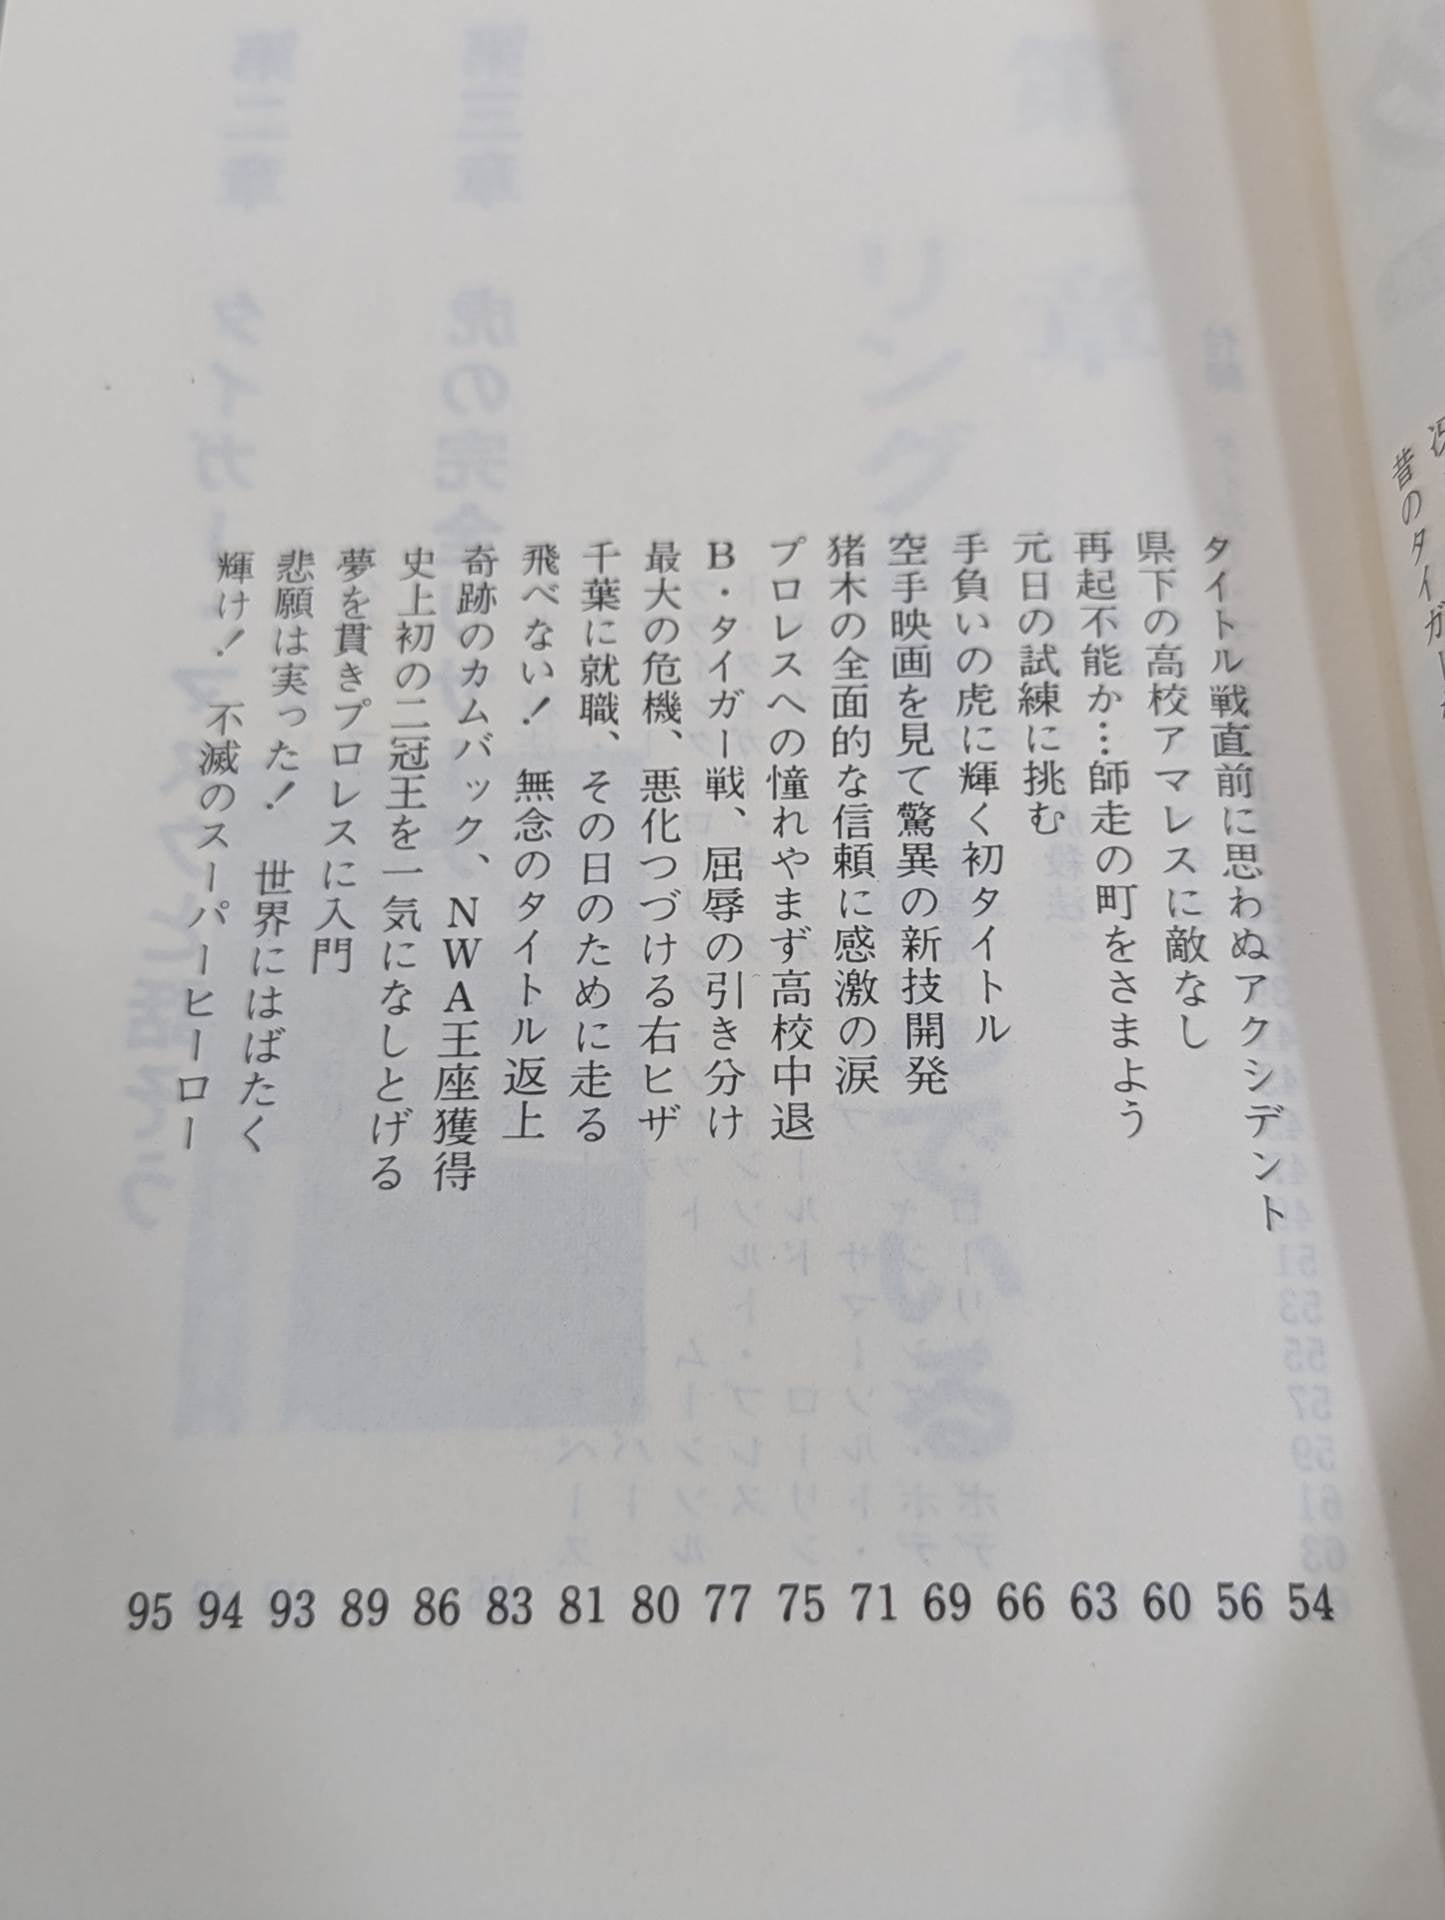 タイトル戦直前に思わぬアクシデント
県下の高校アマレスに敵なし
再起不能か…師走の町をさまよう
元日の試練に挑む
手負いの虎に輝く初タイトル
空手映画を見て驚異の新技開発
猪木の全面的な信頼に感激の涙
プロレスへの憧れやまず高校中退
B・タイガー戦、屈辱の引き分け
最大の危機、悪化つづける右ヒザ
千葉に就職、その日のために走る
飛べない！無念のタイトル返上
奇跡のカムバック、NWA王座獲得
史上初の二冠王を一気になしとげる
夢を貫きプロレスに入門
悲願は実った！世界にはばたく
輝け！不滅のスーパーヒーロー
54
56
60
63
66
69
71
75
77
80
81
83
86
89
93
94
95
昔のタイガー